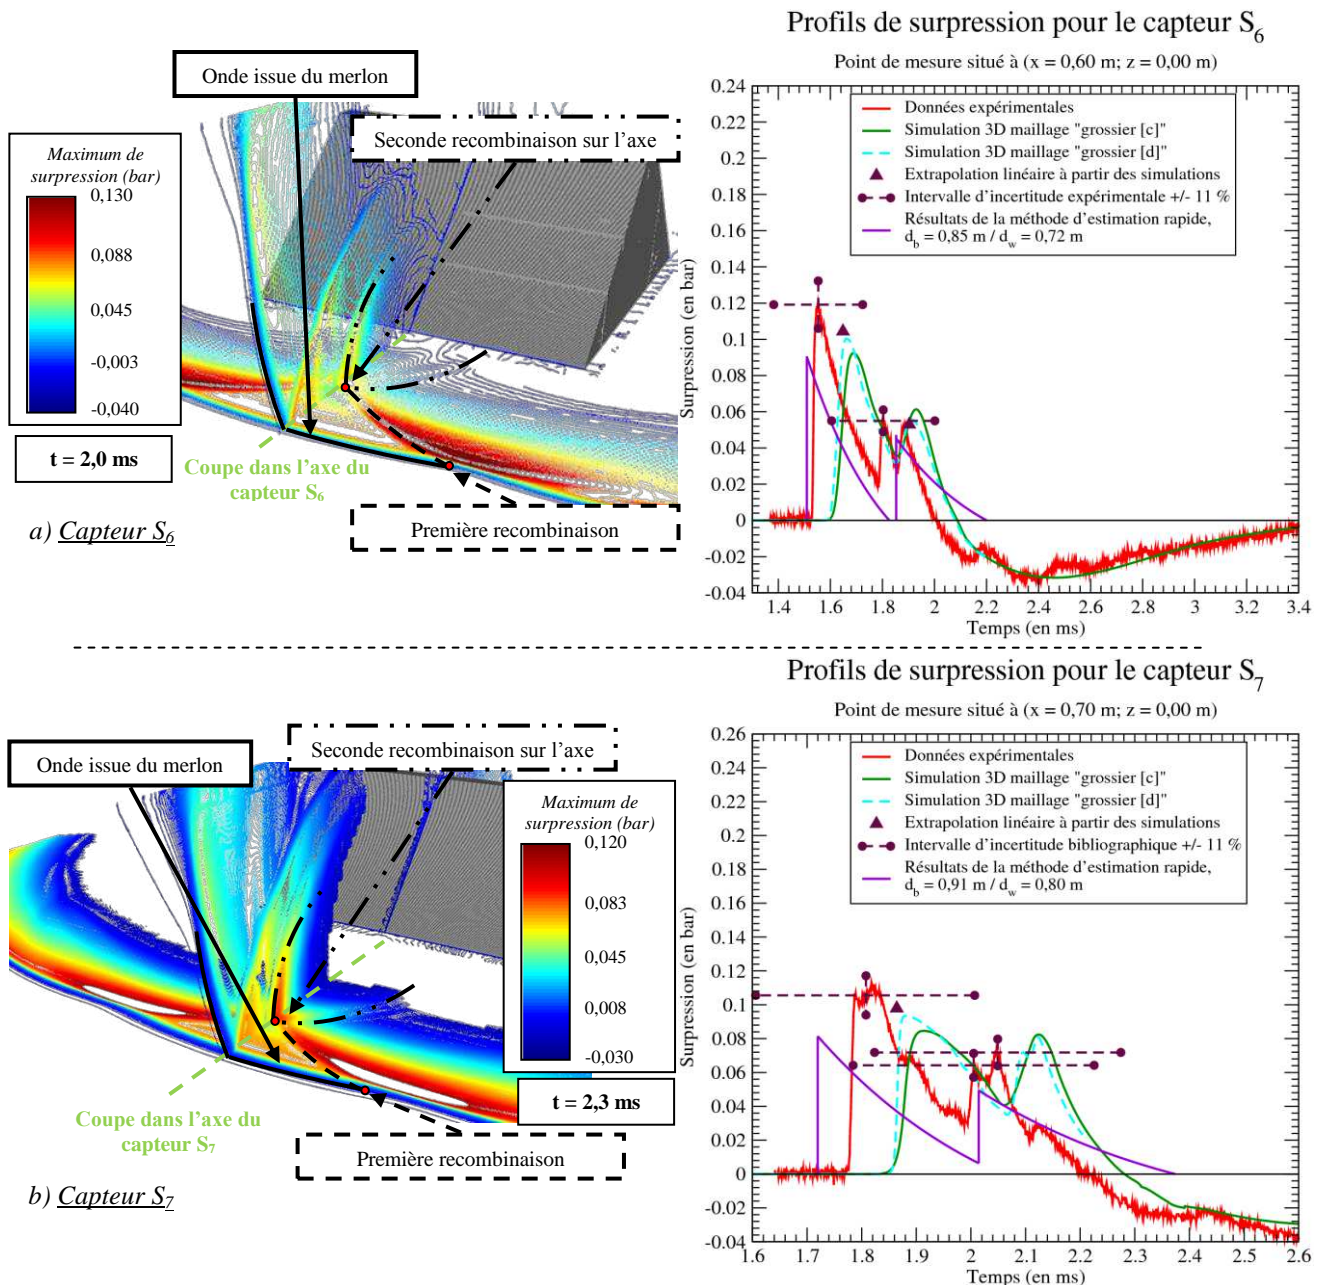 Profils de surpression pour le capteur S6
Point de mesure situé à (x = 0,60 m; z = 0,00 m)
Onde issue du merlon
Seconde recombinaison sur l'axe
Maximum de
surpression (bar)
0,130
0,088
0,045
-0,003
-0,040
t = 2,0 ms
Coupe dans l'axe du
capteur S6
Première recombinaison
a) Capteur S6
Données expérimentales
Simulation 3D maillage "grossier [c]"
Simulation 3D maillage "grossier [d]"
Extrapolation linéaire à partir des simulations
Intervalle d'incertitude expérimentale +/- 11 %
Résultats de la méthode d'estimation rapide,
db = 0,85 m / dw = 0,72 m
Surpression (en bar)
0.24
0.22
0.2
0.18
0.16
0.14
0.12
0.1
0.08
0.06
0.04
0.02
0
-0.02
-0.04
1.4 1.6 1.8 2 2.2 2.4 2.6 2.8 3 3.2 3.4
Temps (en ms)
Profils de surpression pour le capteur S7
Point de mesure situé à (x = 0,70 m; z = 0,00 m)
Onde issue du merlon
Seconde recombinaison sur l'axe
Maximum de
surpression (bar)
0,120
0,083
0,045
0,008
-0,030
t = 2,3 ms
Coupe dans l'axe du
capteur S7
Première recombinaison
b) Capteur S7
Données expérimentales
Simulation 3D maillage "grossier [c]"
Simulation 3D maillage "grossier [d]"
Extrapolation linéaire à partir des simulations
Intervalle d'incertitude bibliographique +/- 11 %
Résultats de la méthode d'estimation rapide,
db = 0,91 m / dw = 0,80 m
Surpression (en bar)
0.26
0.24
0.22
0.2
0.18
0.16
0.14
0.12
0.1
0.08
0.06
0.04
0.02
0
-0.02
-0.04
1.6 1.7 1.8 1.9 2 2.1 2.2 2.3 2.4 2.5 2.6
Temps (en ms)